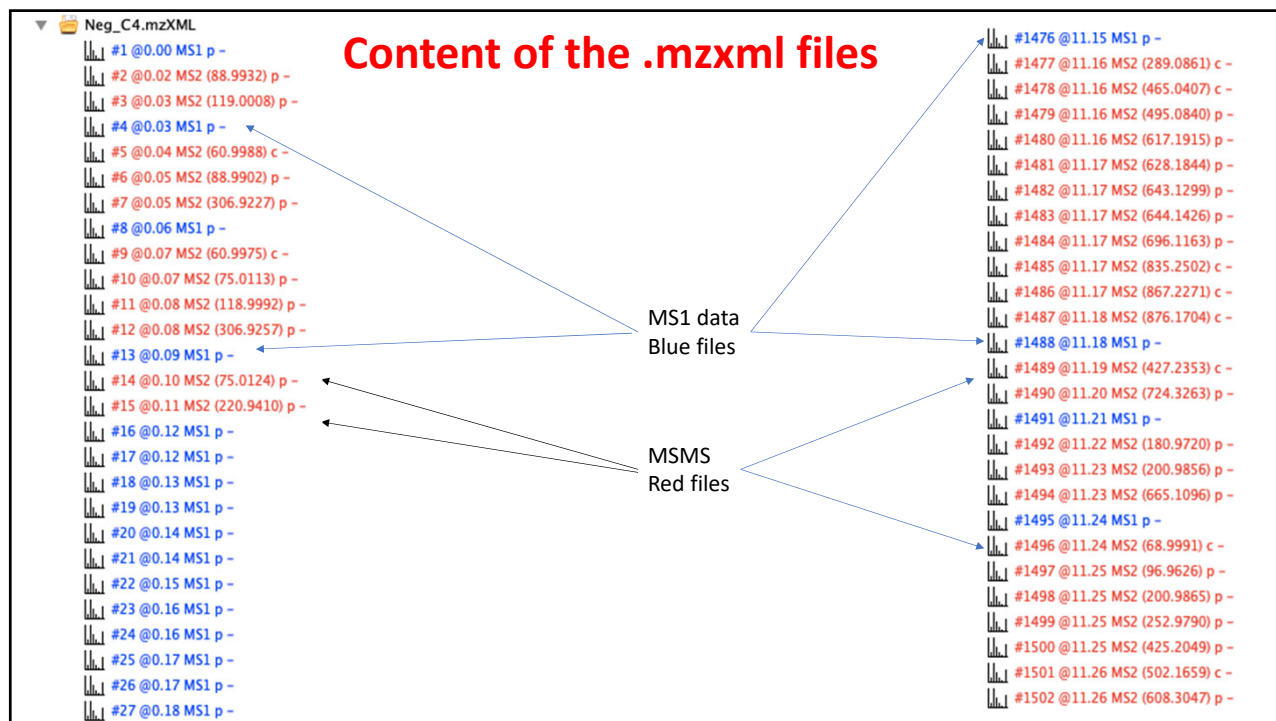 Content of the .mzxml files
Neg_C4.mzXML
#1 @0.00 MS1 p –
#2 @0.02 MS2 (88.9932) p –
#3 @0.03 MS2 (119.0008) p –
#4 @0.03 MS1 p –
#5 @0.04 MS2 (60.9988) c –
#6 @0.05 MS2 (88.9902) p –
#7 @0.05 MS2 (306.9227) p –
#8 @0.06 MS1 p –
#9 @0.07 MS2 (60.9975) c –
#10 @0.07 MS2 (75.0113) p –
#11 @0.08 MS2 (118.9992) p –
#12 @0.08 MS2 (306.9257) p –
#13 @0.09 MS1 p –
#14 @0.10 MS2 (75.0124) p –
#15 @0.11 MS2 (220.9410) p –
#16 @0.12 MS1 p –
#17 @0.12 MS1 p –
#18 @0.13 MS1 p –
#19 @0.13 MS1 p –
#20 @0.14 MS1 p –
#21 @0.14 MS1 p –
#22 @0.15 MS1 p –
#23 @0.16 MS1 p –
#24 @0.16 MS1 p –
#25 @0.17 MS1 p –
#26 @0.17 MS1 p –
#27 @0.18 MS1 p –
MS1 data
Blue files
MSMS
Red files
#1476 @11.15 MS1 p –
#1477 @11.16 MS2 (289.0861) c –
#1478 @11.16 MS2 (465.0407) c –
#1479 @11.16 MS2 (495.0840) p –
#1480 @11.16 MS2 (617.1915) p –
#1481 @11.17 MS2 (628.1844) p –
#1482 @11.17 MS2 (643.1299) p –
#1483 @11.17 MS2 (644.1426) p –
#1484 @11.17 MS2 (696.1163) p –
#1485 @11.17 MS2 (835.2502) c –
#1486 @11.17 MS2 (867.2271) c –
#1487 @11.18 MS2 (876.1704) c –
#1488 @11.18 MS1 p –
#1489 @11.19 MS2 (427.2353) c –
#1490 @11.20 MS2 (724.3263) p –
#1491 @11.21 MS1 p –
#1492 @11.22 MS2 (180.9720) p –
#1493 @11.23 MS2 (200.9856) p –
#1494 @11.23 MS2 (665.1096) p –
#1495 @11.24 MS1 p –
#1496 @11.24 MS2 (68.9991) c –
#1497 @11.25 MS2 (96.9626) p –
#1498 @11.25 MS2 (200.9865) p –
#1499 @11.25 MS2 (252.9790) p –
#1500 @11.25 MS2 (425.2049) p –
#1501 @11.26 MS2 (502.1659) c –
#1502 @11.26 MS2 (608.3047) p –